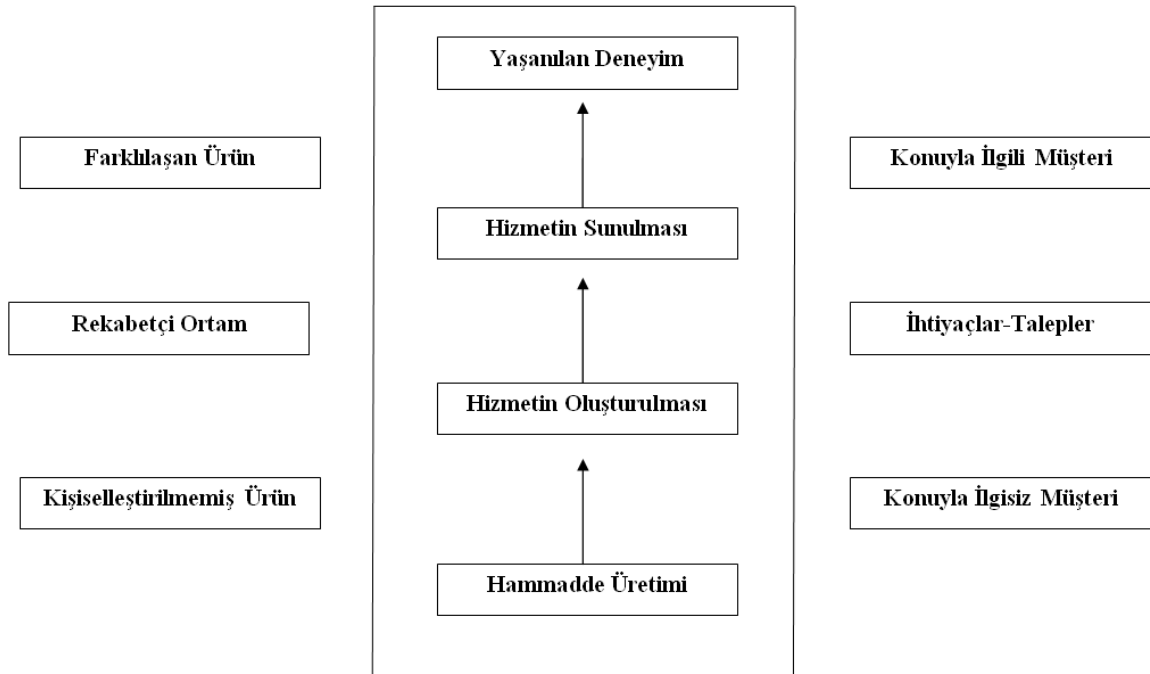 Yaşanılan Deneyim
Farklılaşan Ürün
Konuyla İlgili Müşteri
Hizmetin Sunulması
Rekabetçi Ortam
İhtiyaçlar-Talepler
Hizmetin Oluşturulması
Kişiselleştirilmemiş Ürün
Konuyla İlgisiz Müşteri
Hammadde Üretimi